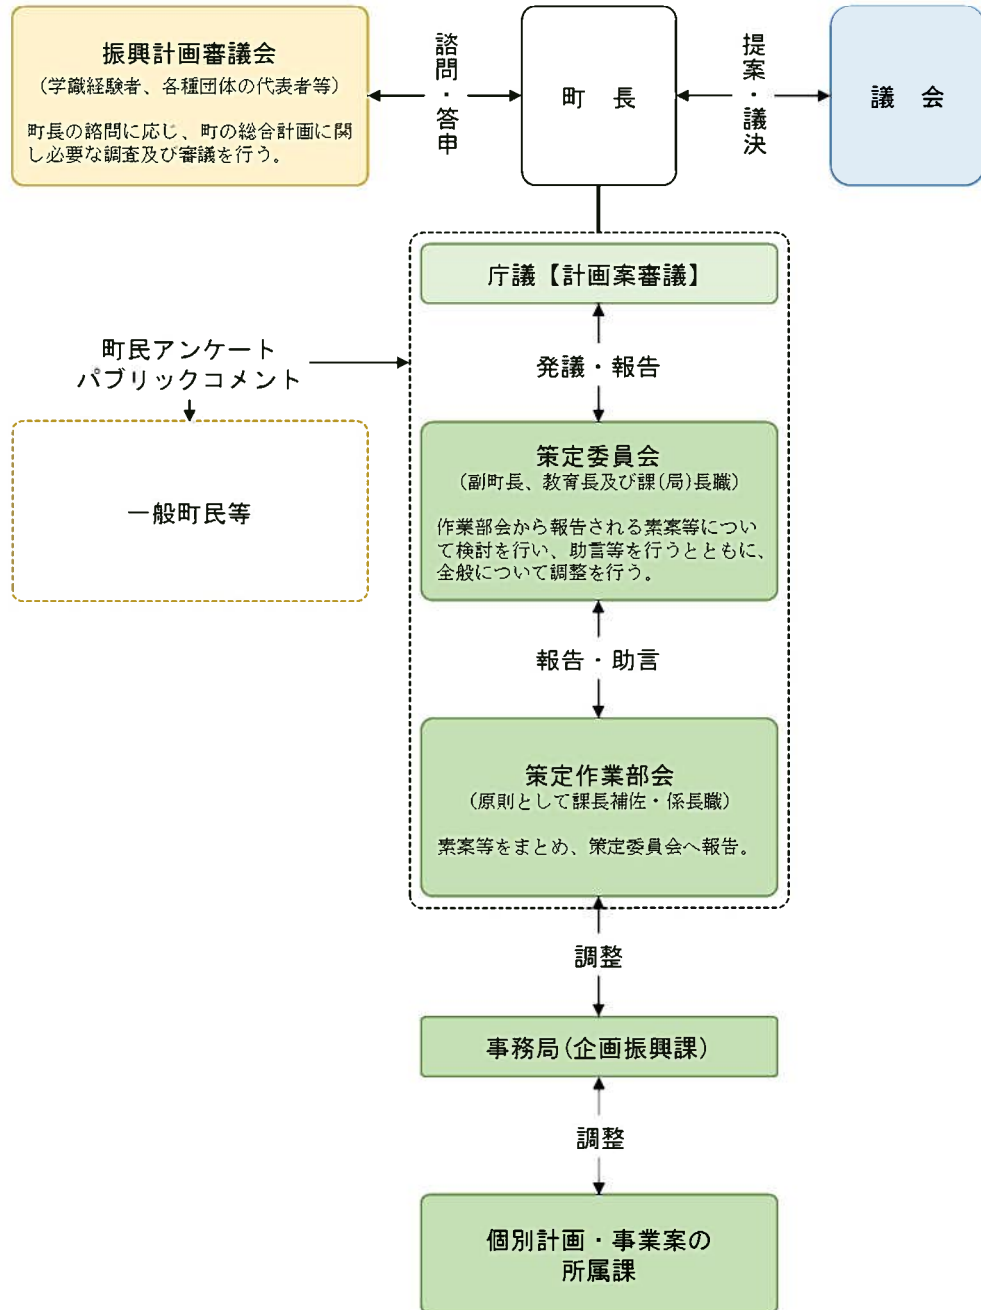 振興計画審議会
（学識経験者、各種団体の代表者等）
町長の諮問に応じ、町の総合計画に関
し必要な調査及び審議を行う。
諮問・答申
町　長
提案・議決
議　会
庁議【計画案審議】
発議・報告
町民アンケート
パブリックコメント
一般町民等
策定委員会
（副町長、教育長及び課(局)長職）
作業部会から報告される素案等につい
て検討を行い、助言等を行うとともに、
全般について調整を行う。
報告・助言
策定作業部会
（原則として課長補佐・係長職）
素案等をまとめ、策定委員会へ報告。
調整
事務局(企画振興課)
調整
個別計画・事業案の
所属課